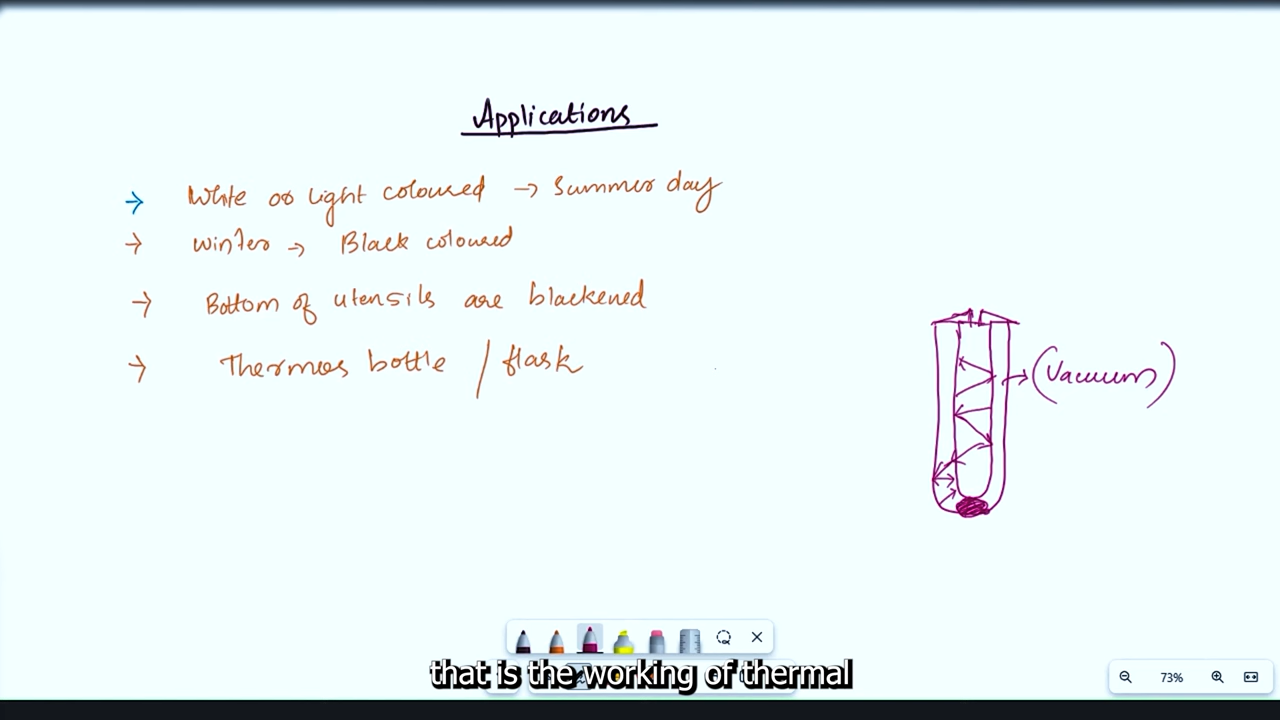 Applications
→ White or light coloured → Summer day
→ winter → Black coloured
→ Bottom of utensils are blackened
→ Thermos bottle / flask
→ (Vacuum)
that is the working of thermal
73%